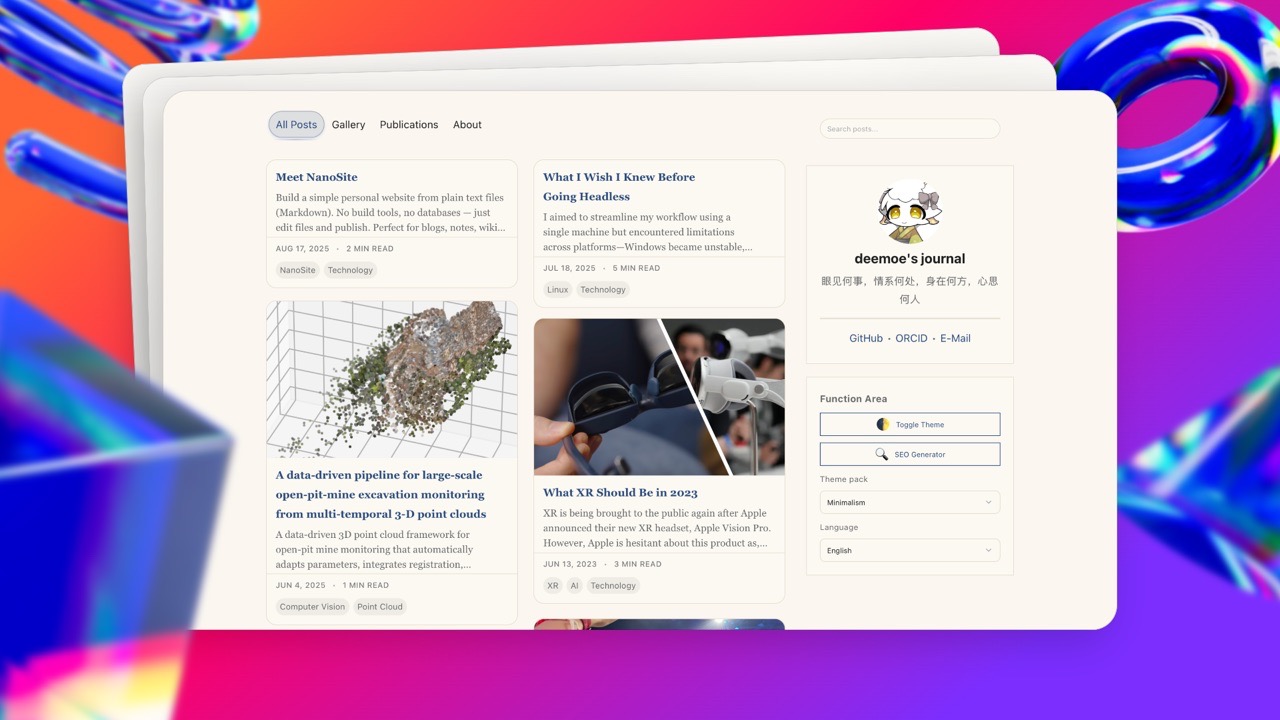 All Posts
Gallery
Publications
About
Search posts...
Meet NanoSite
Build a simple personal website from plain text files
(Markdown). No build tools, no databases — just
edit files and publish. Perfect for blogs, notes, wiki...
AUG 17, 2025 · 2 MIN READ
NanoSite
Technology
A data-driven pipeline for large-scale
open-pit-mine excavation monitoring
from multi-temporal 3-D point clouds
A data-driven 3D point cloud framework for
open-pit mine monitoring that automatically
adapts parameters, integrates registration,...
JUN 4, 2025 · 1 MIN READ
Computer Vision
Point Cloud
What I Wish I Knew Before
Going Headless
I aimed to streamline my workflow using a
single machine but encountered limitations
across platforms—Windows became unstable,...
JUL 18, 2025 · 5 MIN READ
Linux
Technology
What XR Should Be in 2023
XR is being brought to the public again after Apple
announced their new XR headset, Apple Vision Pro.
However, Apple is hesitant about this product as,...
JUN 13, 2023 · 3 MIN READ
XR
AI
Technology
deemoe's journal
眼见何事，情系何处，身在何方，心思
何人
GitHub · ORCID · E-Mail
Function Area
Toggle Theme
SEO Generator
Theme pack
Minimalism
Language
English